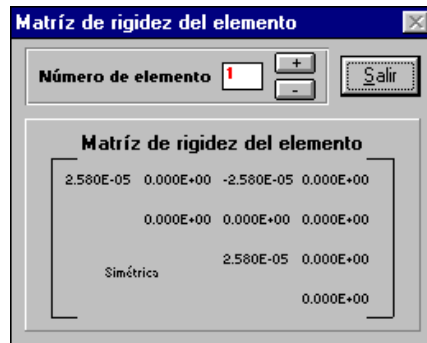 Matríz de rigidez del elemento
Número de elemento 1 + -
Salir
Matríz de rigidez del elemento
2.580E-05 0.000E+00 -2.580E-05 0.000E+00
0.000E+00 0.000E+00 0.000E+00
2.580E-05 0.000E+00
Simétrica
0.000E+00